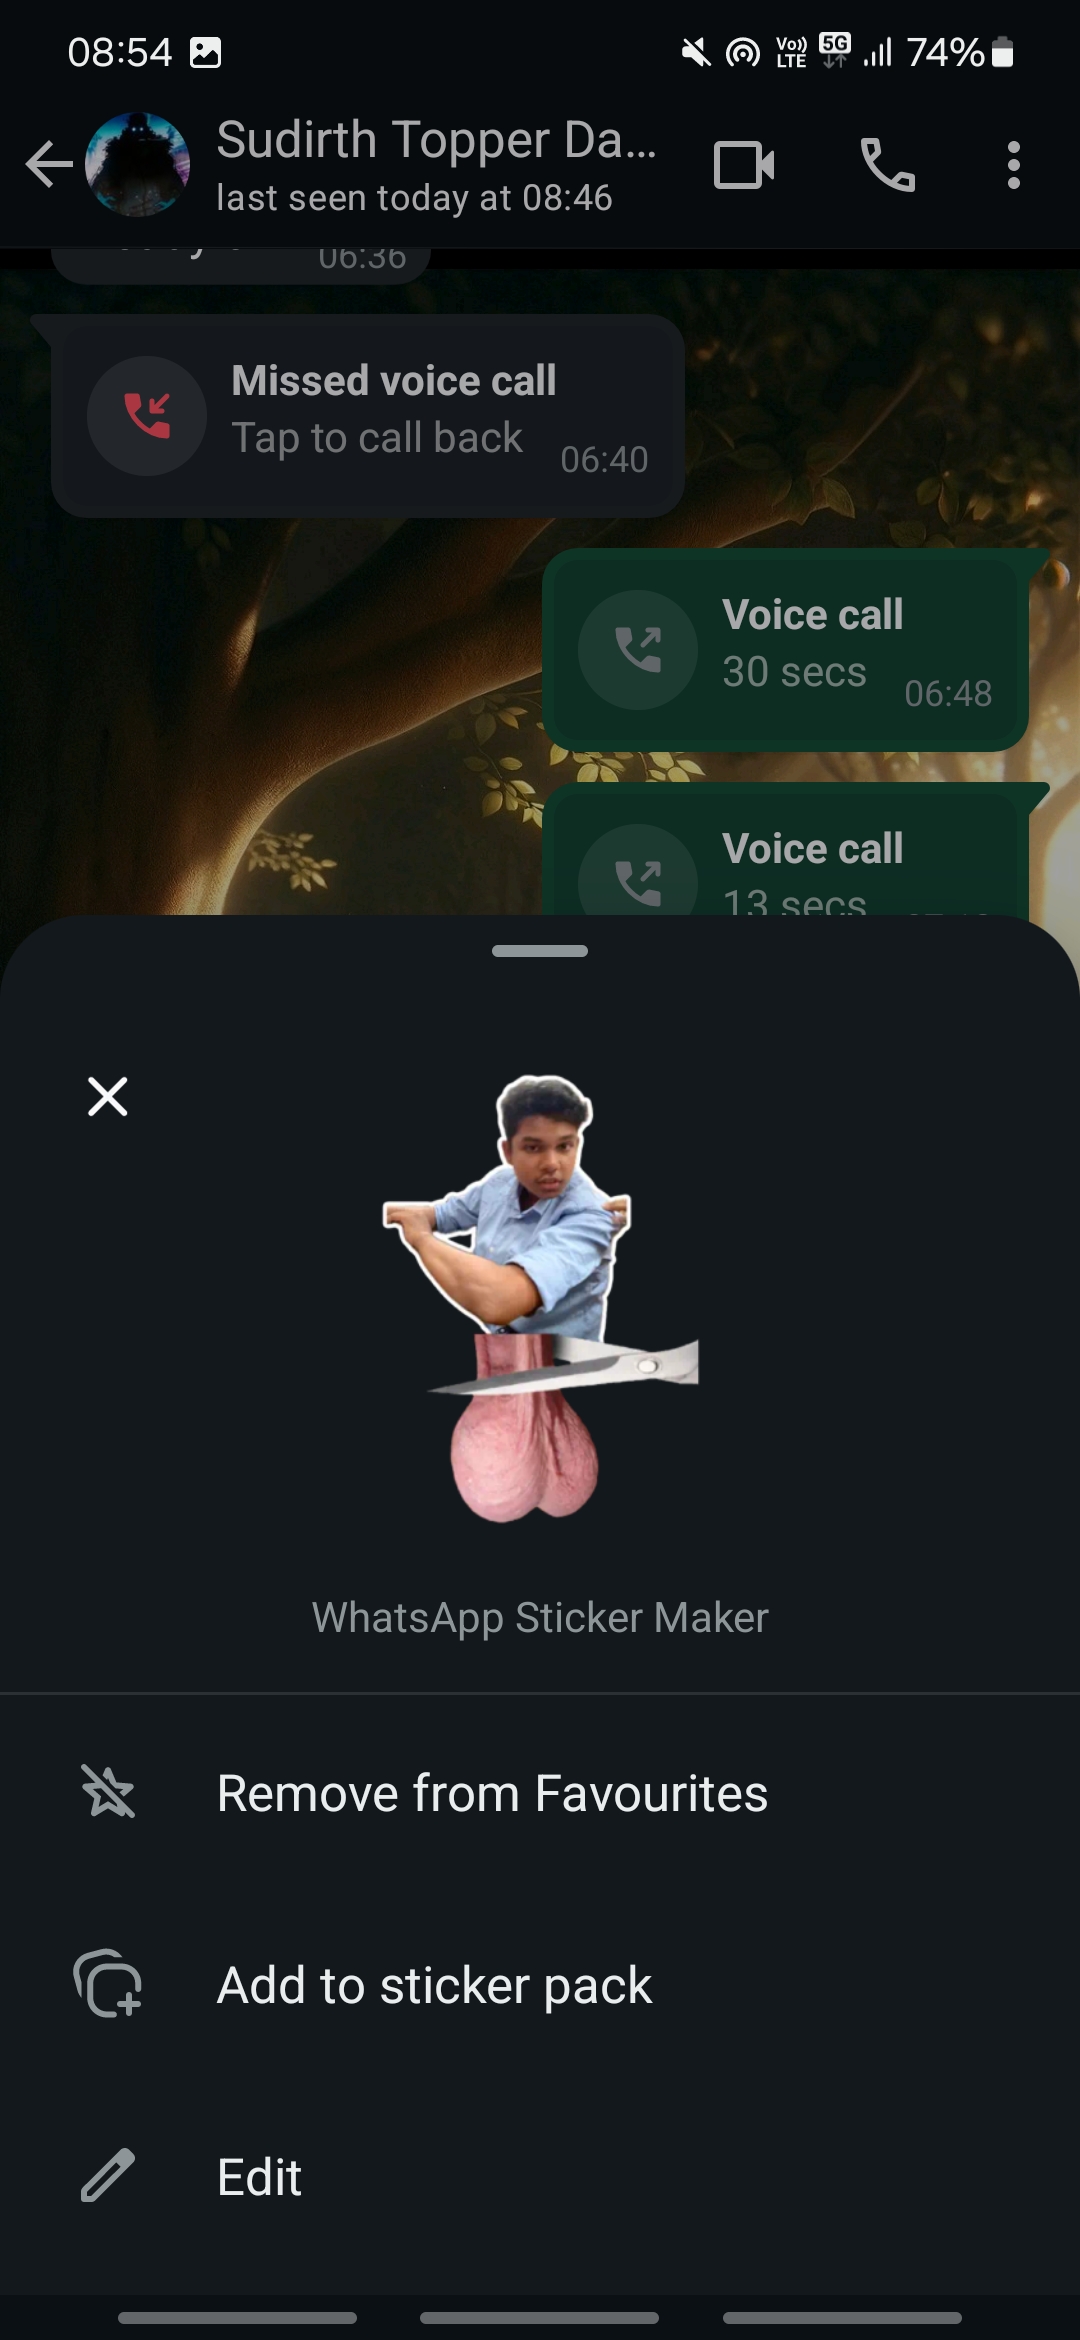 08:54
Vo))
LTE
5G
74%
Sudirth Topper Da...
last seen today at 08:46
06:36
Missed voice call
Tap to call back
06:40
Voice call
30 secs
06:48
Voice call
13 secs
WhatsApp Sticker Maker
Remove from Favourites
Add to sticker pack
Edit